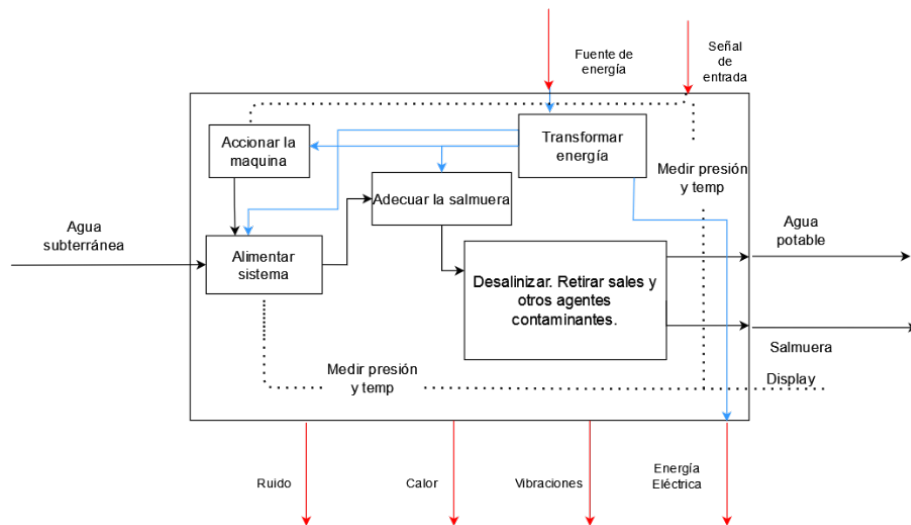 Fuente de
energía
Señal
de
entrada
Accionar la
maquina
Transformar
energía
Medir presión
y temp
Adecuar la salmuera
Agua
subterránea
Agua
potable
Alimentar
sistema
Desalinizar. Retirar sales y
otros agentes
contaminantes.
Salmuera
Medir presión
y temp
Display
Ruido
Calor
Vibraciones
Energía
Eléctrica